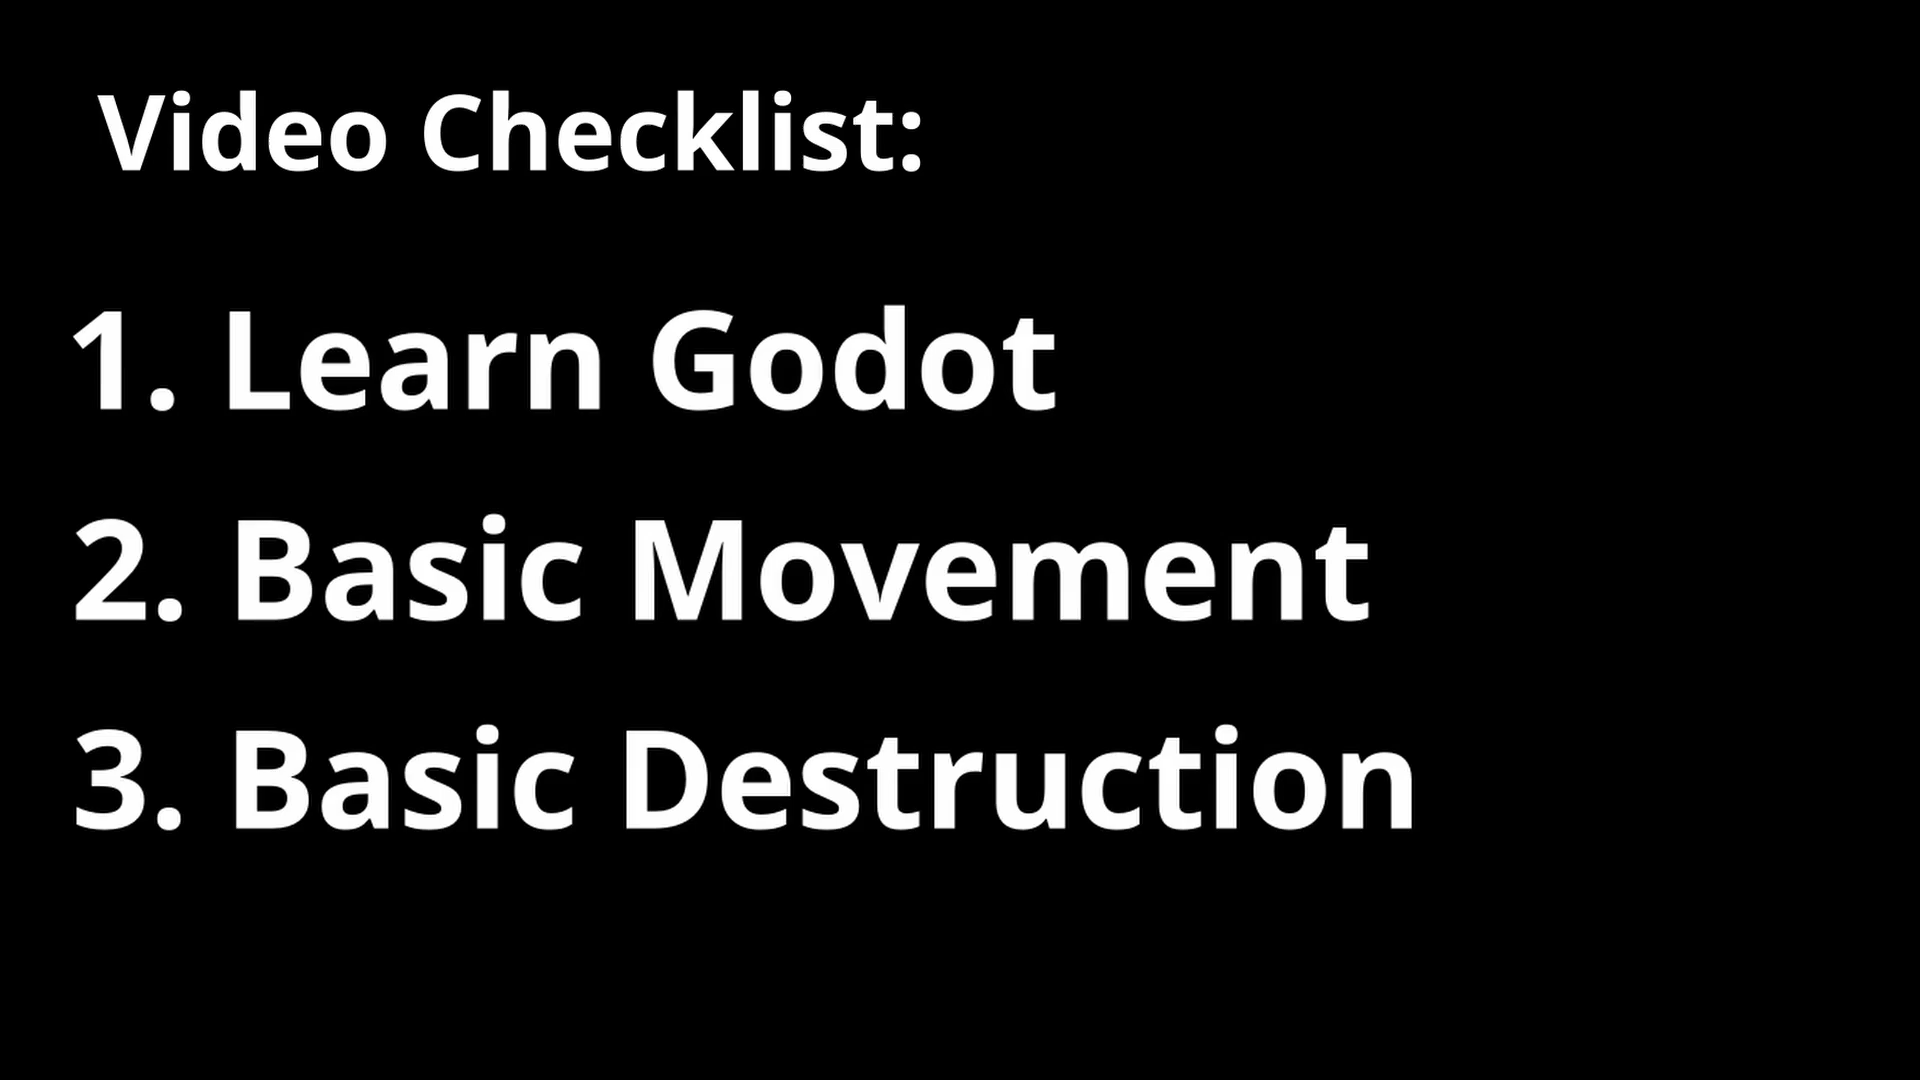 Video Checklist:
1. Learn Godot
2. Basic Movement
3. Basic Destruction